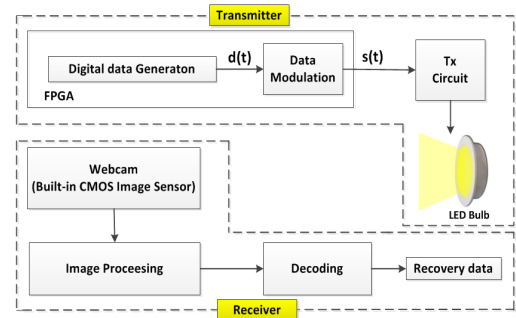 Transmitter
Digital data Generaton
d(t)
Data
Modulation
s(t)
Tx
Circuit
FPGA
LED Bulb
Webcam
(Built-in CMOS Image Sensor)
Image Proceesing
Decoding
Recovery data
Receiver